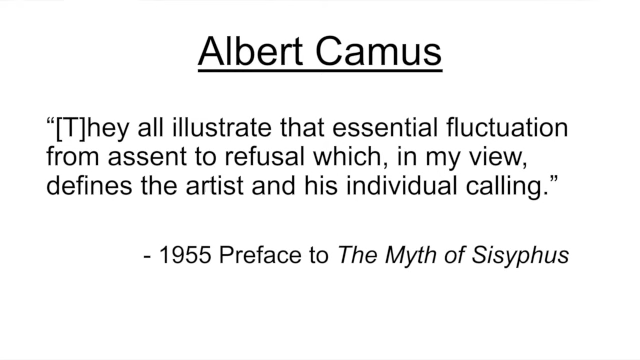 Albert Camus
“[T]hey all illustrate that essential fluctuation
from assent to refusal which, in my view,
defines the artist and his individual calling.”
- 1955 Preface to The Myth of Sisyphus